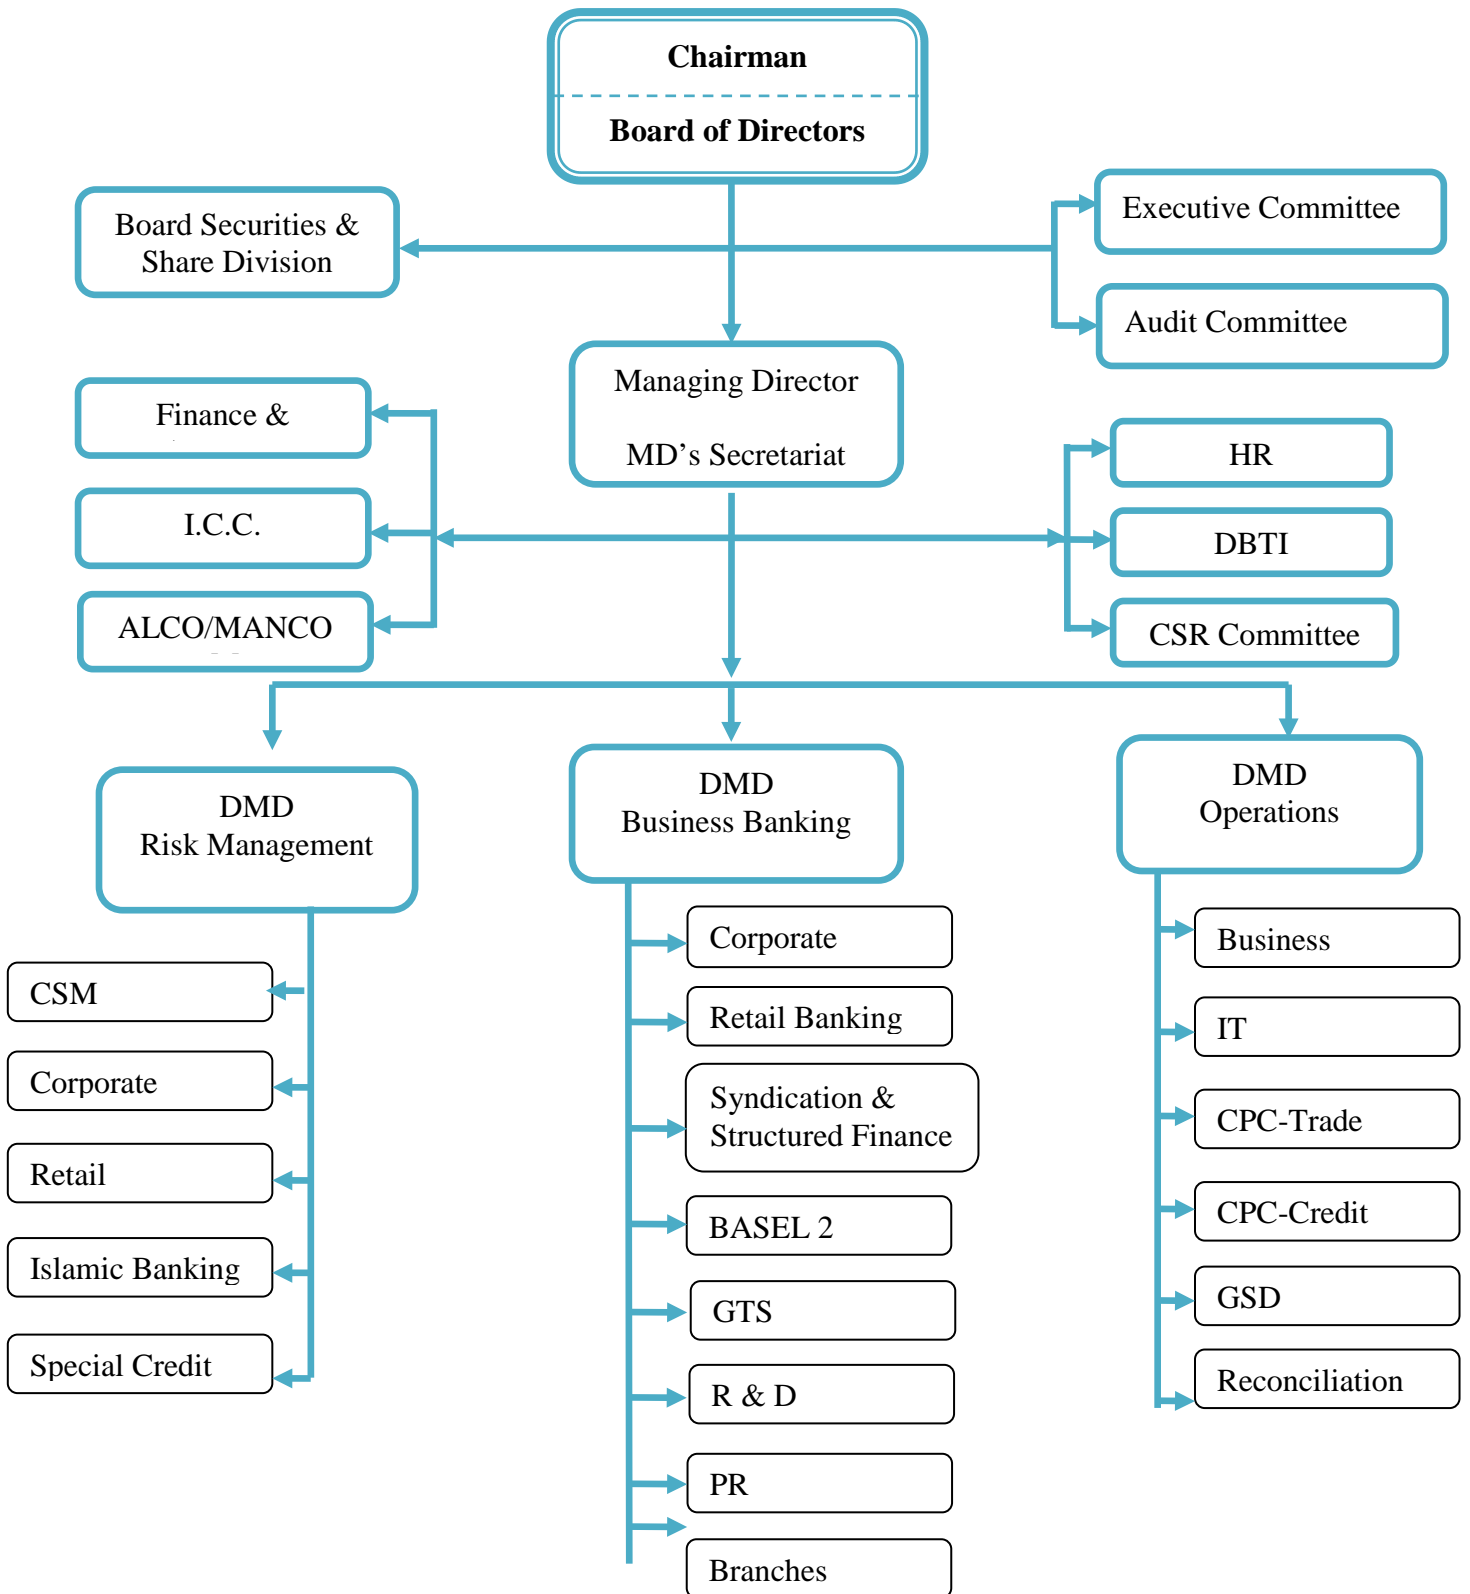 Chairman
Board of Directors
Board Securities &
Share Division
Executive Committee
Audit Committee
Managing Director
MD’s Secretariat
Finance &
I.C.C.
ALCO/MANCO
HR
DBTI
CSR Committee
DMD
Risk Management
DMD
Business Banking
DMD
Operations
CSM
Corporate
Retail
Islamic Banking
Special Credit
Corporate
Retail Banking
Syndication &
Structured Finance
BASEL 2
GTS
R & D
PR
Branches
Business
IT
CPC-Trade
CPC-Credit
GSD
Reconciliation